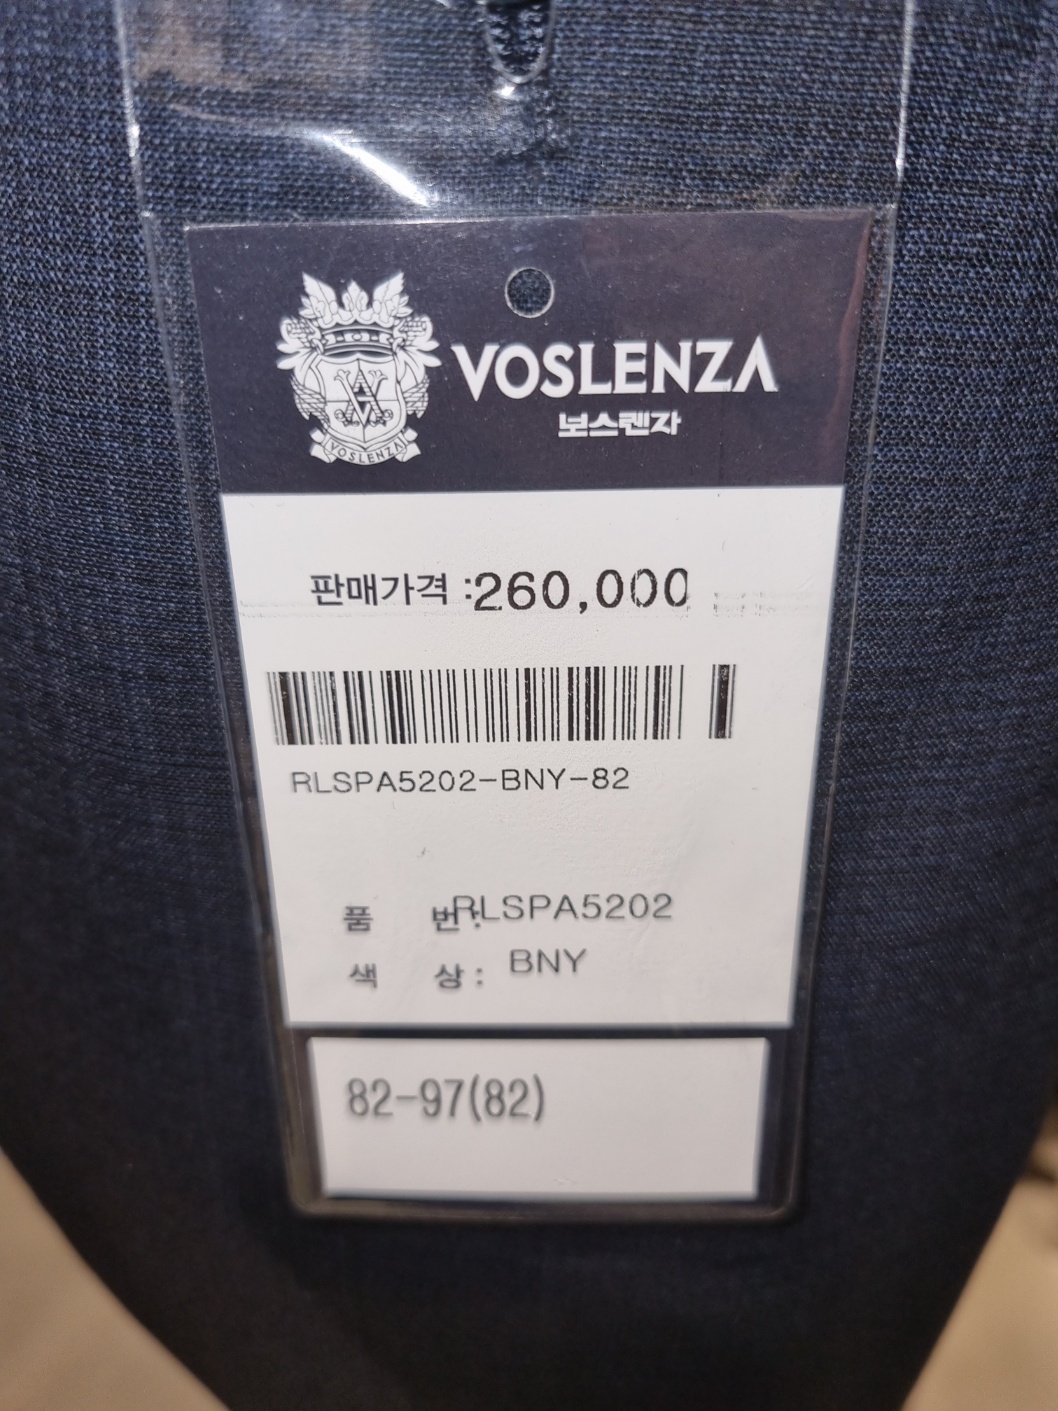 VOSLENZA
보스렌자
VOSLENZA
판매가격 :260,000
RLSPA5202-BNY-82
품 번: RLSPA5202
색 상: BNY
82-97(82)